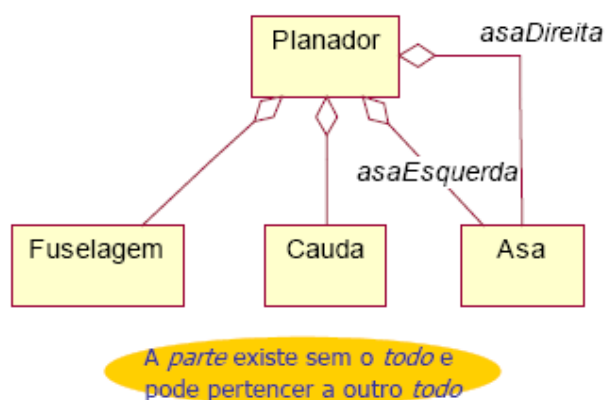 Planador
asaDireita
asaEsquerda
Fuselagem
Cauda
Asa
A parte existe sem o todo e
pode pertencer a outro todo